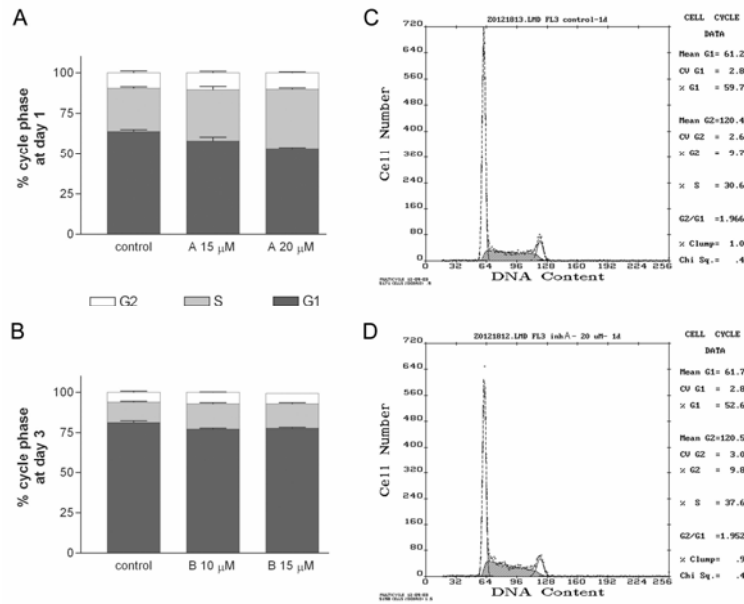 A
% cycle phase
at day 1
100
75
50
25
0
control
A 15 µM
A 20 µM
G2
S
G1
B
% cycle phase
at day 3
100
75
50
25
0
control
B 10 µM
B 15 µM
C
Z0121813.LMD FL3 control-1d
Cell Number
720
640
560
480
400
320
240
160
80
0
0 32 64 96 128 160 192 224 256
DNA Content
CELL CYCLE
DATA
Mean G1= 61.2
CV G1 = 2.8
% G1 = 59.7
Mean G2=120.4
CV G2 = 2.6
% G2 = 9.7
% S = 30.6
G2/G1 =1.966
% Clump= 1.0
Chi Sq.= .4
D
Z0121812.LMD FL3 inhA- 20 uM- 1d
Cell Number
720
640
560
480
400
320
240
160
80
0
0 32 64 96 128 160 192 224 256
DNA Content
CELL CYCLE
DATA
Mean G1= 61.7
CV G1 = 2.8
% G1 = 52.6
Mean G2=120.5
CV G2 = 3.0
% G2 = 9.8
% S = 37.6
G2/G1 =1.952
% Clump= .9
Chi Sq.= .4